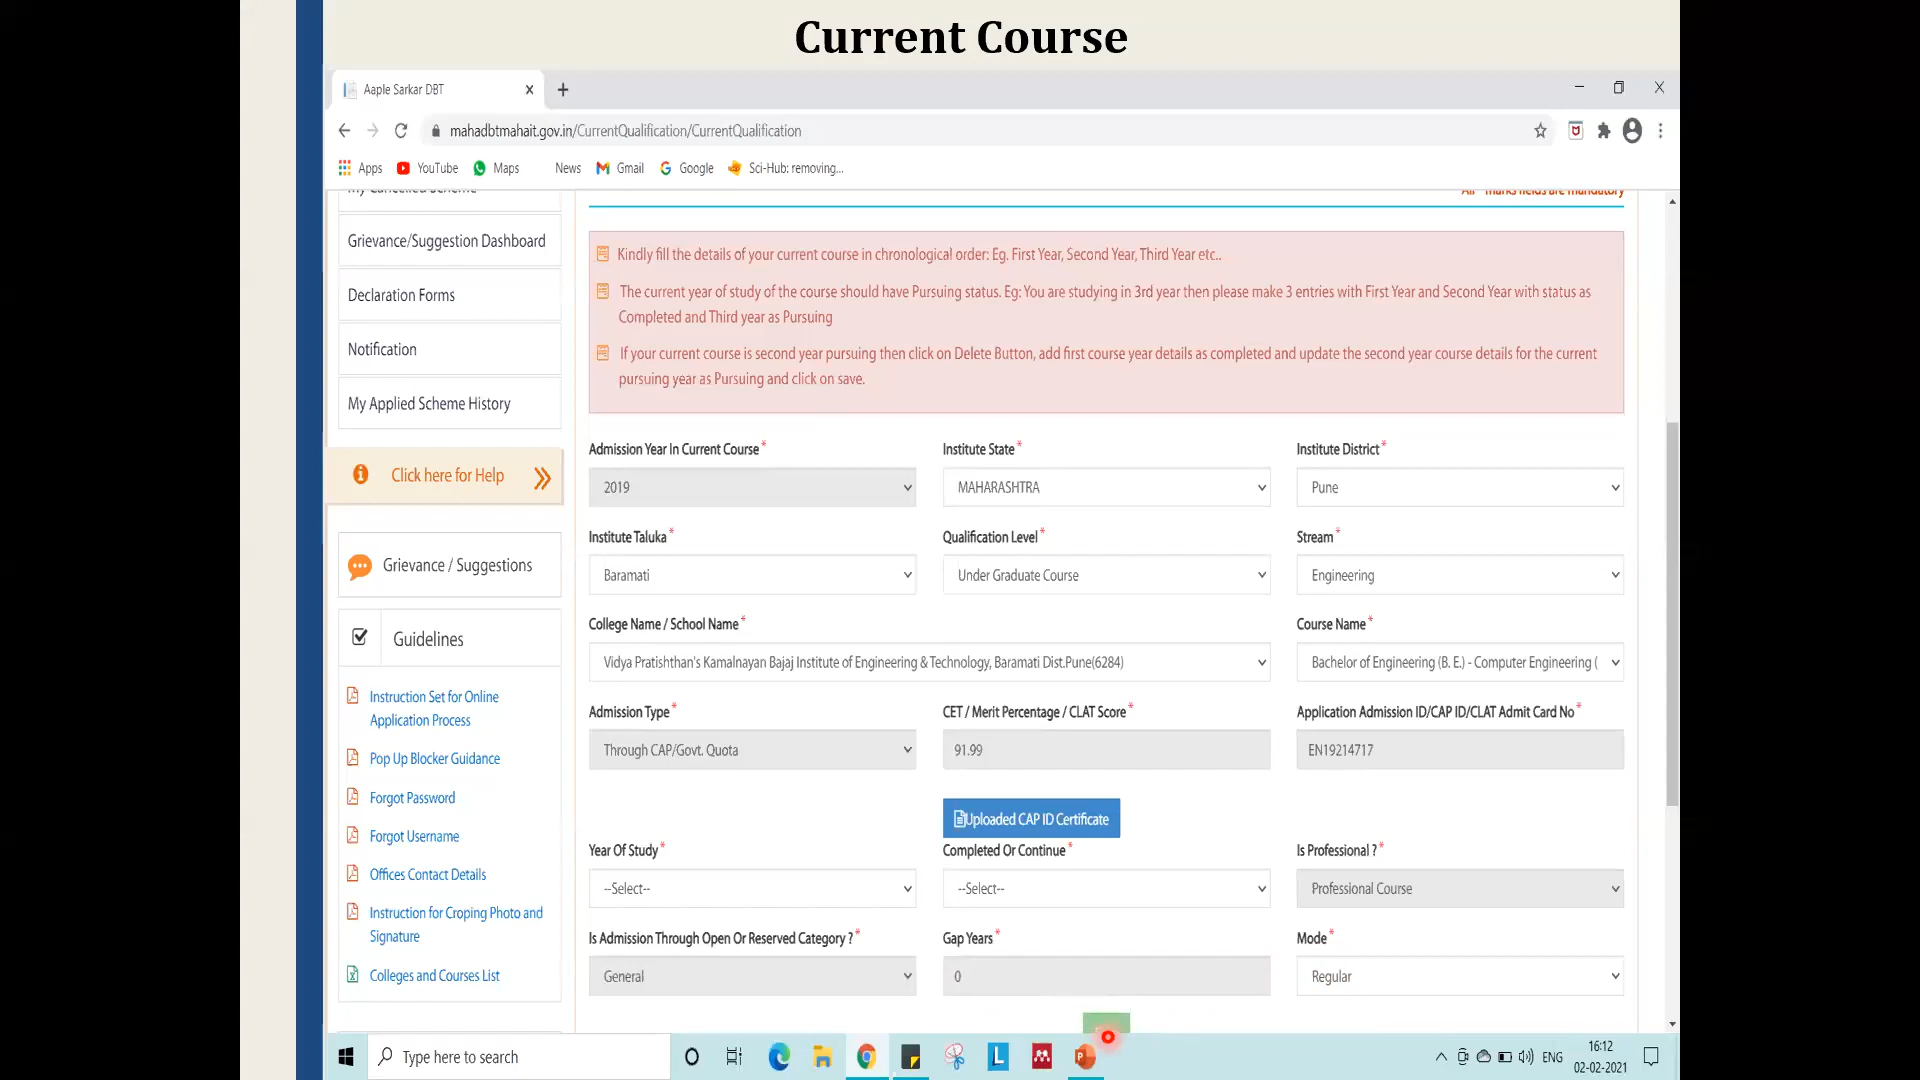 Current Course
Aaple Sarkar DBT
mahadbtmahait.gov.in/CurrentQualification/CurrentQualification
Apps YouTube Maps News Gmail Google Sci-Hub: removing...
My Cancelled Scheme
All * marks fields are mandatory
Grievance/Suggestion Dashboard
Declaration Forms
Notification
My Applied Scheme History
Click here for Help
Grievance / Suggestions
Guidelines
Instruction Set for Online
Application Process
Pop Up Blocker Guidance
Forgot Password
Forgot Username
Offices Contact Details
Instruction for Croping Photo and
Signature
Colleges and Courses List
Kindly fill the details of your current course in chronological order: Eg. First Year, Second Year, Third Year etc..
The current year of study of the course should have Pursuing status. Eg: You are studying in 3rd year then please make 3 entries with First Year and Second Year with status as
Completed and Third year as Pursuing
If your current course is second year pursuing then click on Delete Button, add first course year details as completed and update the second year course details for the current
pursuing year as Pursuing and click on save.
Admission Year In Current Course * Institute State * Institute District *
2019 MAHARASHTRA Pune
Institute Taluka * Qualification Level * Stream *
Baramati Under Graduate Course Engineering
College Name / School Name * Course Name *
Vidya Pratishthan's Kamalnayan Bajaj Institute of Engineering & Technology, Baramati Dist.Pune(6284) Bachelor of Engineering (B. E.) - Computer Engineering (
Admission Type * CET / Merit Percentage / CLAT Score * Application Admission ID/CAP ID/CLAT Admit Card No *
Through CAP/Govt. Quota 91.99 EN19214717
Uploaded CAP ID Certificate
Year Of Study * Completed Or Continue * Is Professional ? *
--Select-- --Select-- Professional Course
Is Admission Through Open Or Reserved Category ? * Gap Years * Mode *
General 0 Regular
Type here to search
ENG
16:12
02-02-2021